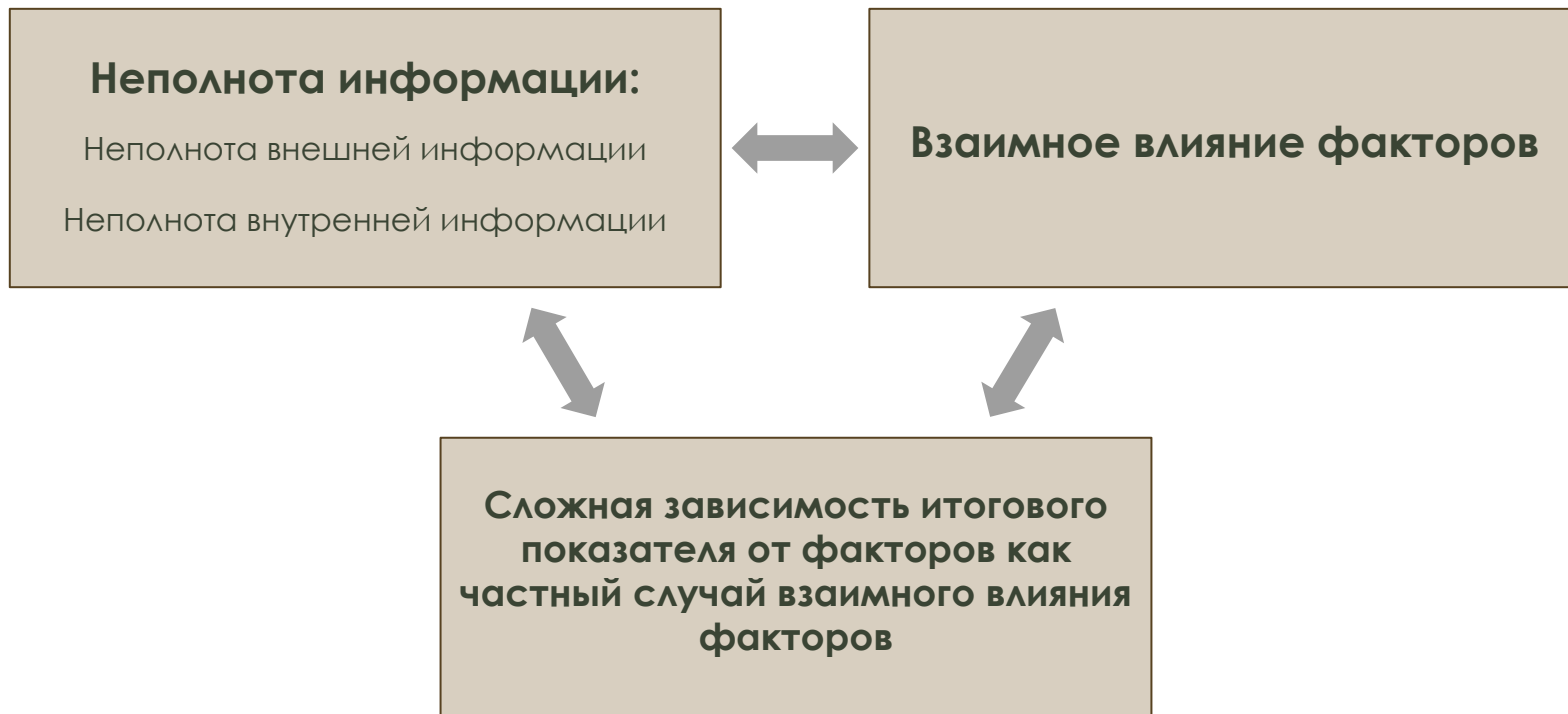 Неполнота информации:
Неполнота внешней информации
Неполнота внутренней информации
Взаимное влияние факторов
Сложная зависимость итогового
показателя от факторов как
частный случай взаимного влияния
факторов